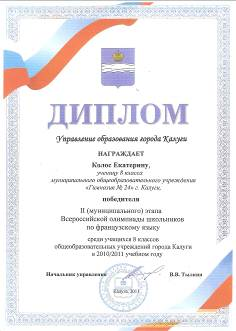 ДИПЛОМ
Управление образования города Калуги
НАГРАЖДАЕТ
Колос Екатерину,
ученицу 8 класса
муниципального общеобразовательного учреждения
«Гимназия № 24» г. Калуги,
победителя
II (муниципального) этапа
Всероссийской олимпиады школьников
по французскому языку
среди учащихся 8 классов
общеобразовательных учреждений города Калуги
в 2010/2011 учебном году
Начальник управления
Калуга, 2011